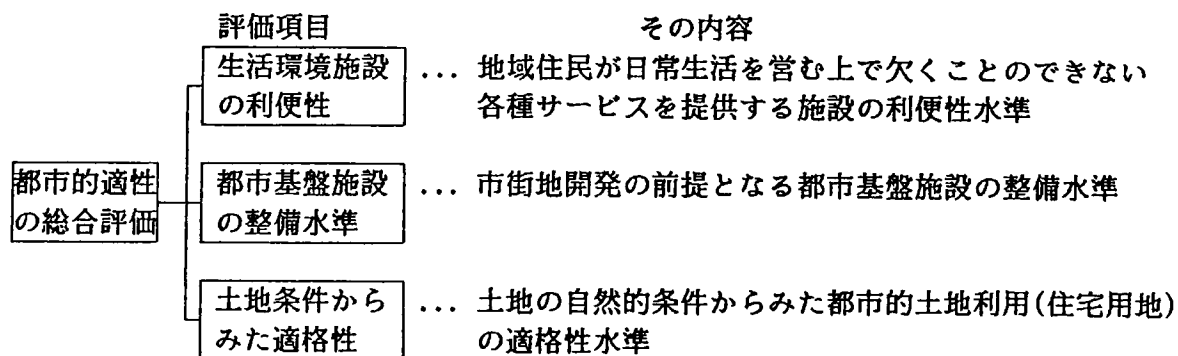 評価項目 その内容
生活環境施設 … 地域住民が日常生活を営む上で欠くことのできない
の利便性 各種サービスを提供する施設の利便性水準
都市的適性 都市基盤施設 … 市街地開発の前提となる都市基盤施設の整備水準
の総合評価 の整備水準
土地条件から … 土地の自然的条件からみた都市的土地利用(住宅用地)
みた適格性 の適格性水準